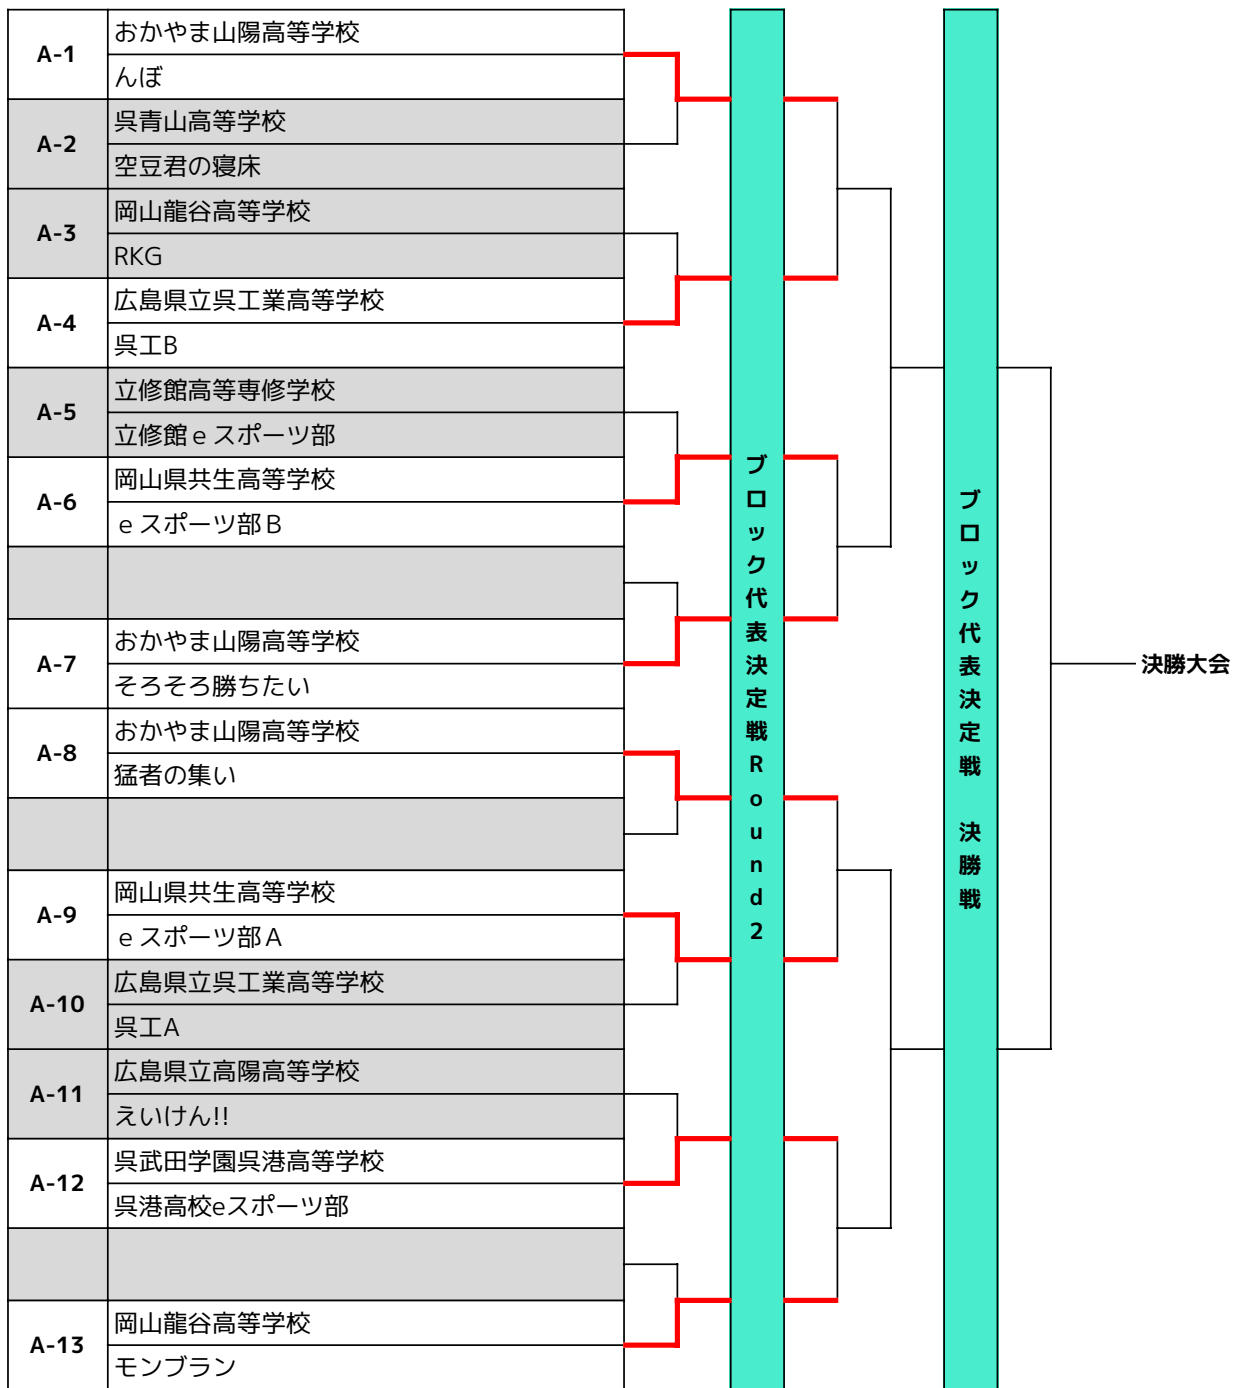 A-1
おかやま山陽高等学校
んぼ
A-2
呉青山高等学校
空豆君の寝床
A-3
岡山龍谷高等学校
RKG
A-4
広島県立呉工業高等学校
呉工B
A-5
立修館高等専修学校
立修館ｅスポーツ部
A-6
岡山県共生高等学校
ｅスポーツ部Ｂ
A-7
おかやま山陽高等学校
そろそろ勝ちたい
A-8
おかやま山陽高等学校
猛者の集い
A-9
岡山県共生高等学校
ｅスポーツ部Ａ
A-10
広島県立呉工業高等学校
呉工A
A-11
広島県立高陽高等学校
えいけん!!
A-12
呉武田学園呉港高等学校
呉港高校eスポーツ部
A-13
岡山龍谷高等学校
モンブラン
ブロック代表決定戦Round2
ブロック代表決定戦　決勝戦
決勝大会